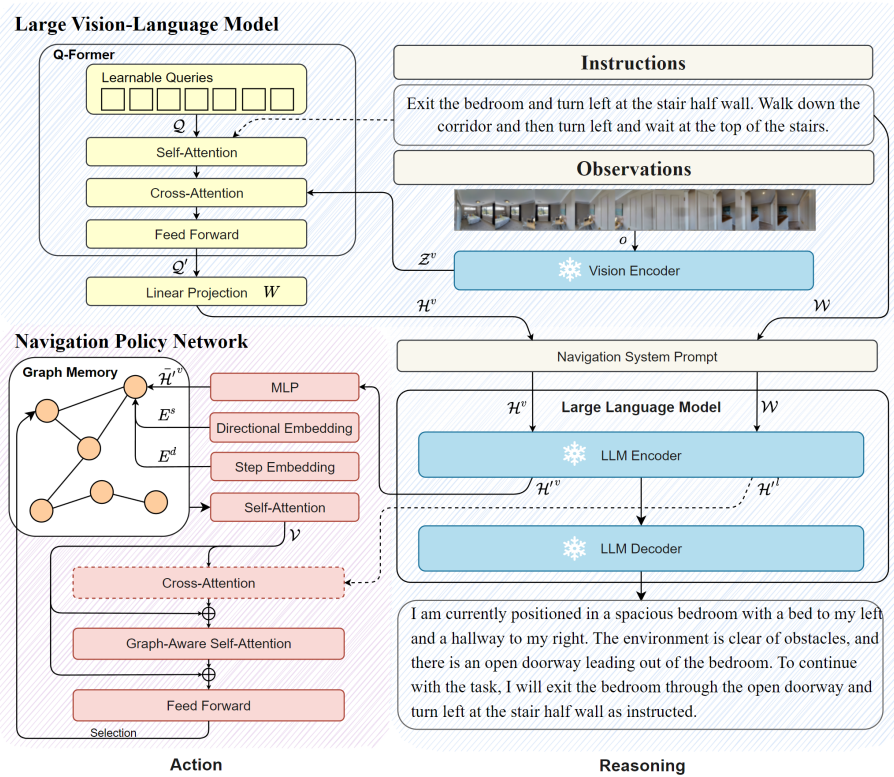 Large Vision-Language Model
Q-Former
Learnable Queries
𝒬
Self-Attention
Cross-Attention
Feed Forward
𝒬′
Linear Projection W
Instructions
Exit the bedroom and turn left at the stair half wall. Walk down the
corridor and then turn left and wait at the top of the stairs.
Observations
o
𝒵ᵛ
Vision Encoder
ℋᵛ
𝒲
Navigation Policy Network
Graph Memory
ℋ̄′ᵛ
MLP
Eˢ
Directional Embedding
Eᵈ
Step Embedding
Self-Attention
𝒱
Cross-Attention
Graph-Aware Self-Attention
Feed Forward
Selection
Action
Navigation System Prompt
ℋᵛ
Large Language Model
𝒲
LLM Encoder
ℋ′ᵛ
ℋ′ˡ
LLM Decoder
I am currently positioned in a spacious bedroom with a bed to my left
and a hallway to my right. The environment is clear of obstacles, and
there is an open doorway leading out of the bedroom. To continue
with the task, I will exit the bedroom through the open doorway and
turn left at the stair half wall as instructed.
Reasoning